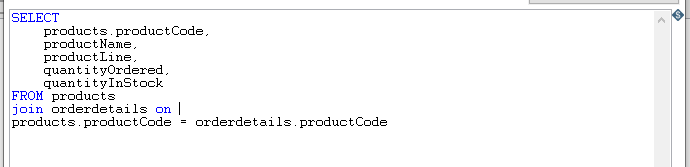 SELECT
    products.productCode,
    productName,
    productLine,
    quantityOrdered,
    quantityInStock
FROM products
join orderdetails on
products.productCode = orderdetails.productCode